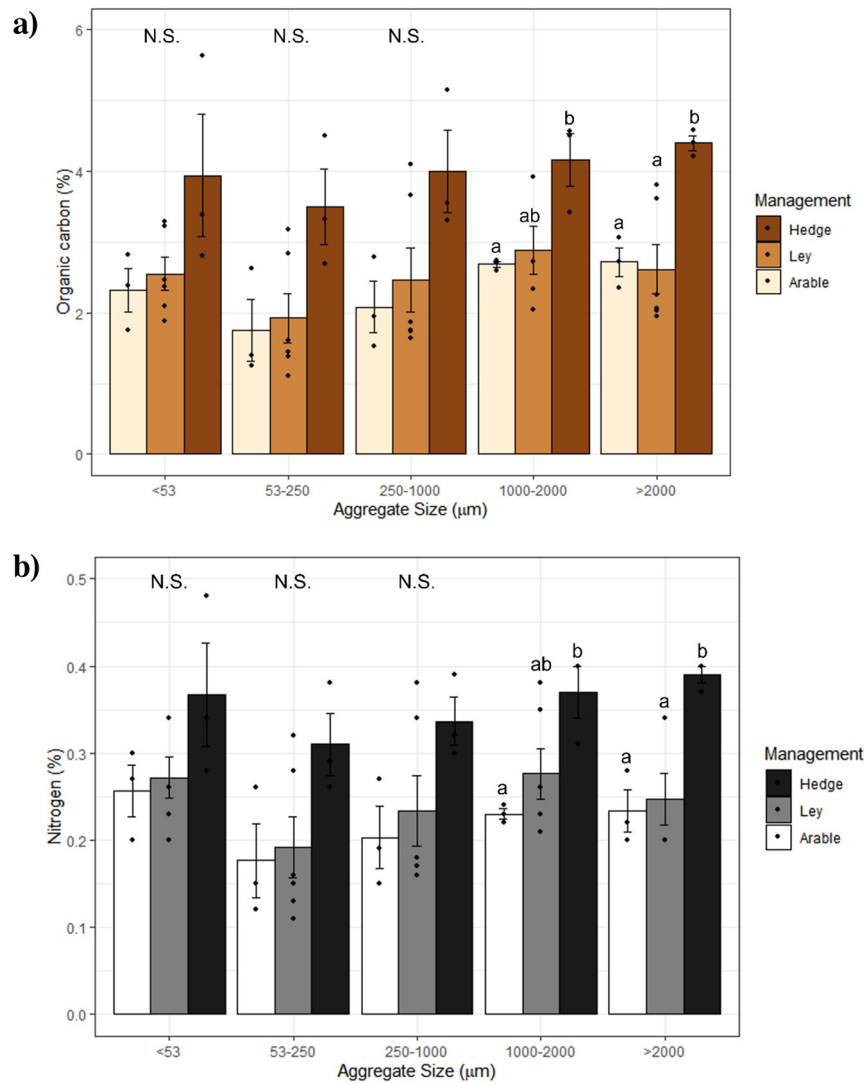 a)
6
N.S.
N.S.
N.S.
b
b
a
4
ab
a
a
2
0
Organic carbon (%)
Management
Hedge
Ley
Arable
<53
53-250
250-1000
1000-2000
>2000
Aggregate Size (μm)
b)
0.5
N.S.
N.S.
N.S.
ab
b
b
0.4
a
a
a
0.3
0.2
0.1
0.0
Nitrogen (%)
Management
Hedge
Ley
Arable
<53
53-250
250-1000
1000-2000
>2000
Aggregate Size (μm)